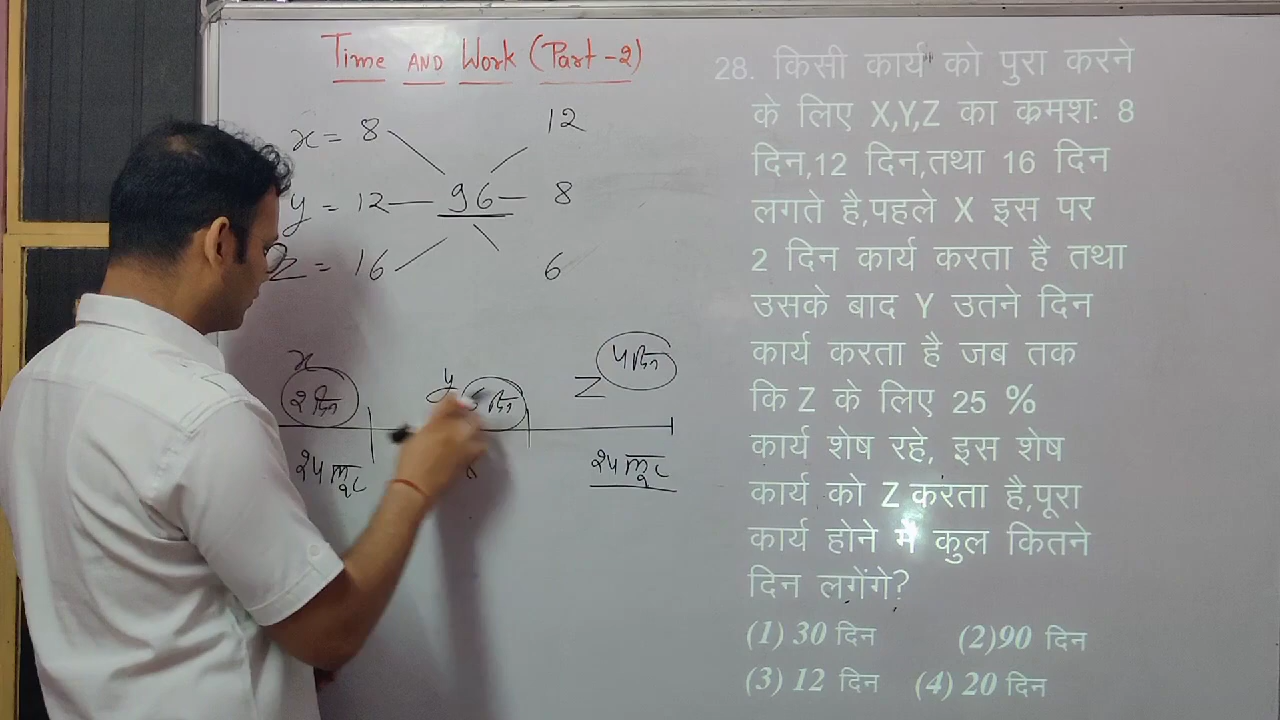 Time AND Work (Part-2)
x = 8
12
y = 12
96
8
Z = 16
6
x
2 दिन
y
दिन
Z
4 दिन
24 यूनिट
24 यूनिट
28. किसी कार्य को पुरा करने
के लिए X,Y,Z का क्रमशः 8
दिन,12 दिन,तथा 16 दिन
लगते है,पहले X इस पर
2 दिन कार्य करता है तथा
उसके बाद Y उतने दिन
कार्य करता है जब तक
कि Z के लिए 25 %
कार्य शेष रहे, इस शेष
कार्य को Z करता है,पूरा
कार्य होने मैं कुल कितने
दिन लगेंगे?
(1) 30 दिन (2)90 दिन
(3) 12 दिन (4) 20 दिन